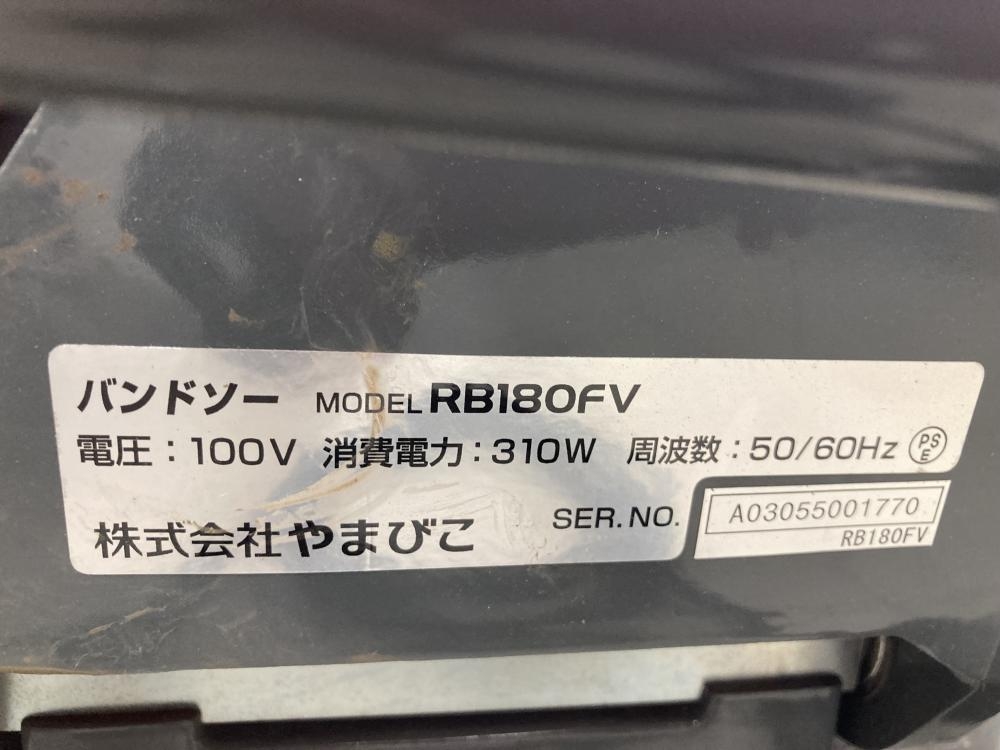 バンドソー MODEL RB180FV
電圧：100V 消費電力：310W 周波数：50/60Hz PSE
株式会社やまびこ SER.NO. A03055001770
RB180FV